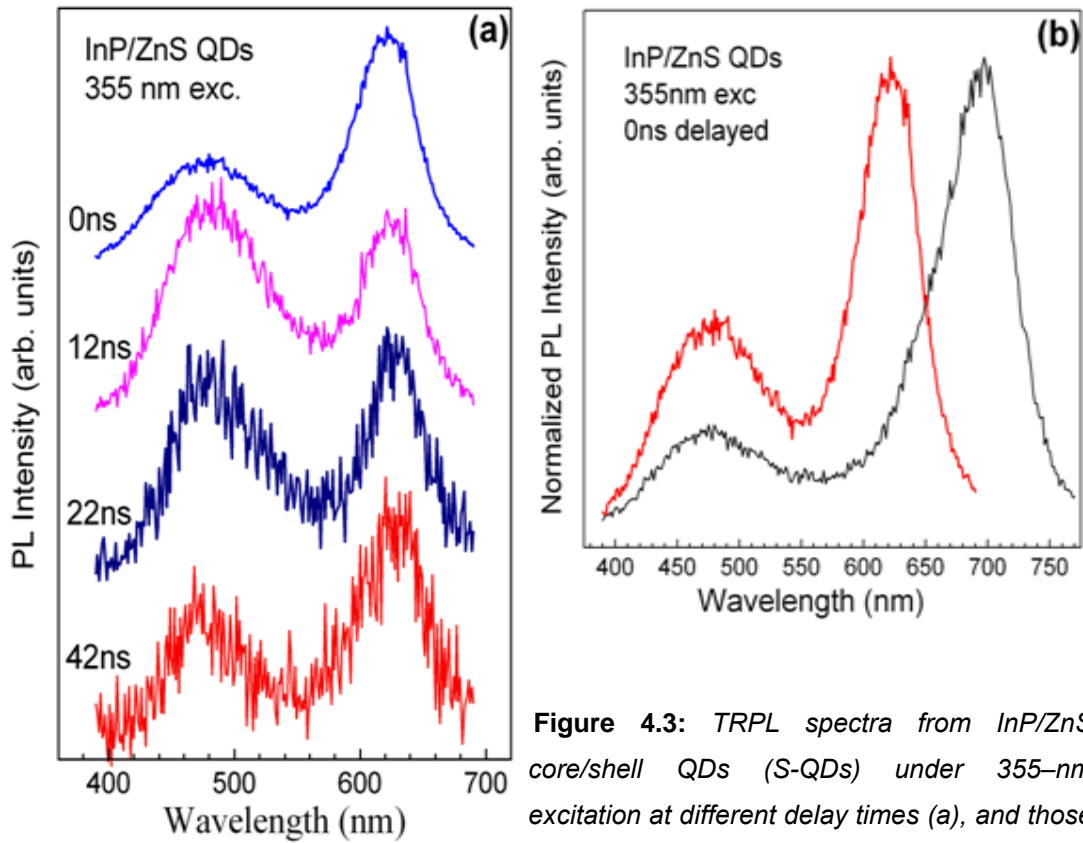 (a)
InP/ZnS QDs
355 nm exc.
0ns
12ns
22ns
42ns
PL Intensity (arb. units)
400 500 600 700
Wavelength (nm)
(b)
InP/ZnS QDs
355nm exc
0ns delayed
Normalized PL Intensity (arb. units)
400 450 500 550 600 650 700 750
Wavelength (nm)
Figure 4.3: TRPL spectra from InP/ZnS
core/shell QDs (S-QDs) under 355–nm
excitation at different delay times (a), and those